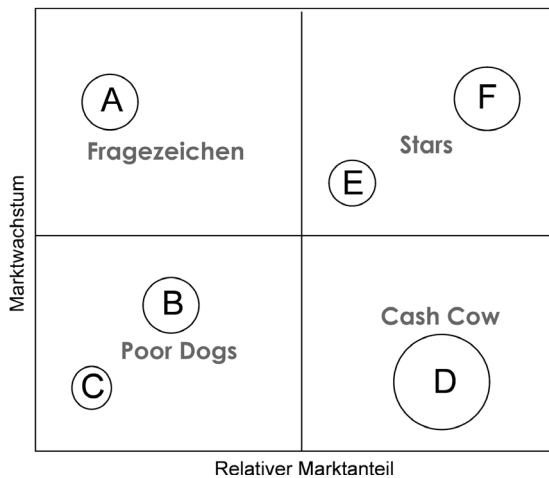 A
F
Fragezeichen
Stars
E
Marktwachstum
B
Cash Cow
Poor Dogs
C
D
Relativer Marktanteil